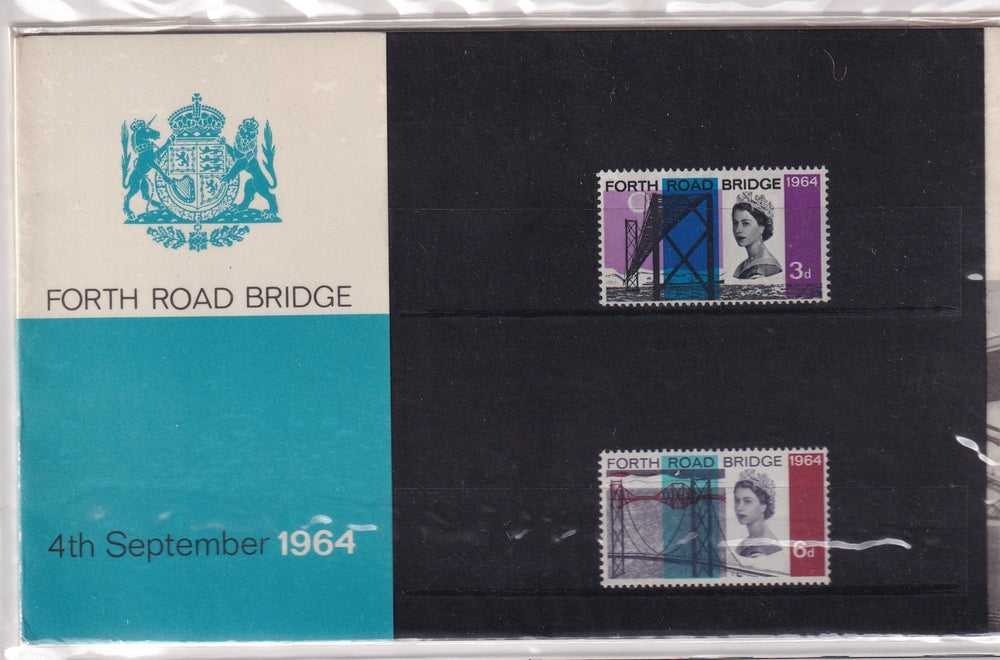 FORTH ROAD BRIDGE
4th September 1964
FORTH ROAD BRIDGE 1964
3d
FORTH ROAD BRIDGE 1964
6d